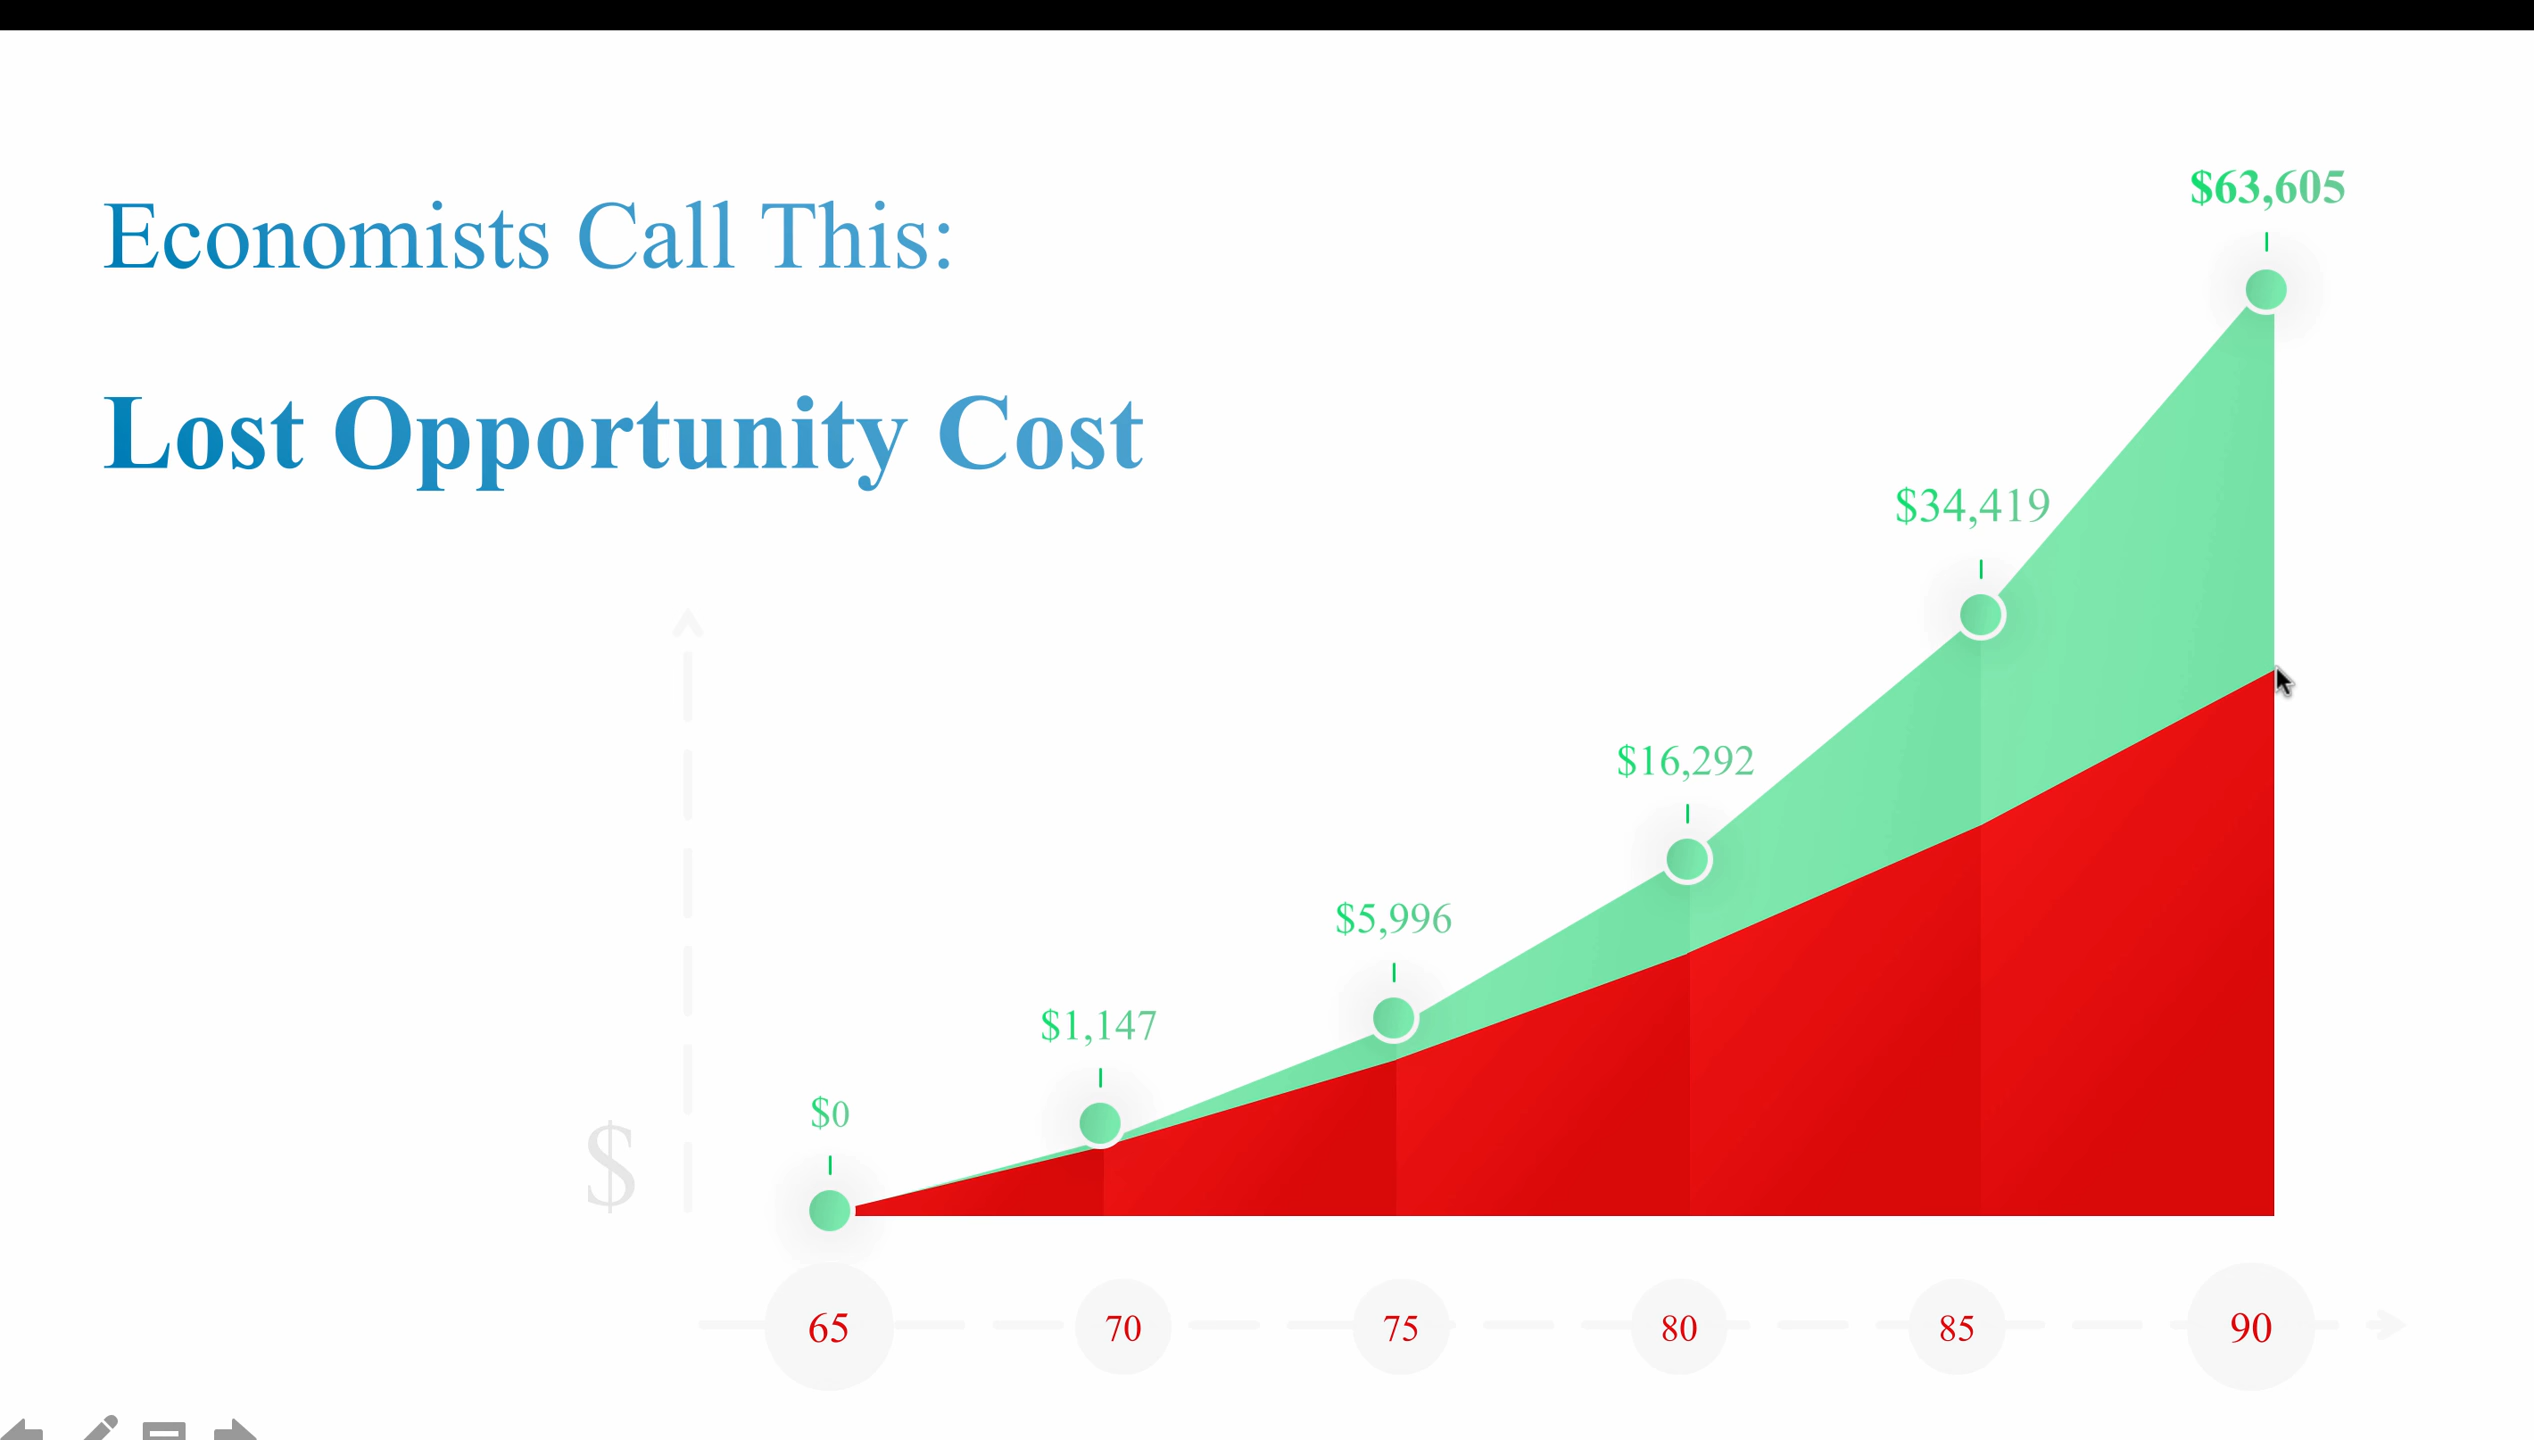 Economists Call This:
Lost Opportunity Cost
$63,605
$34,419
$16,292
$5,996
$1,147
$0
$
65 70 75 80 85 90